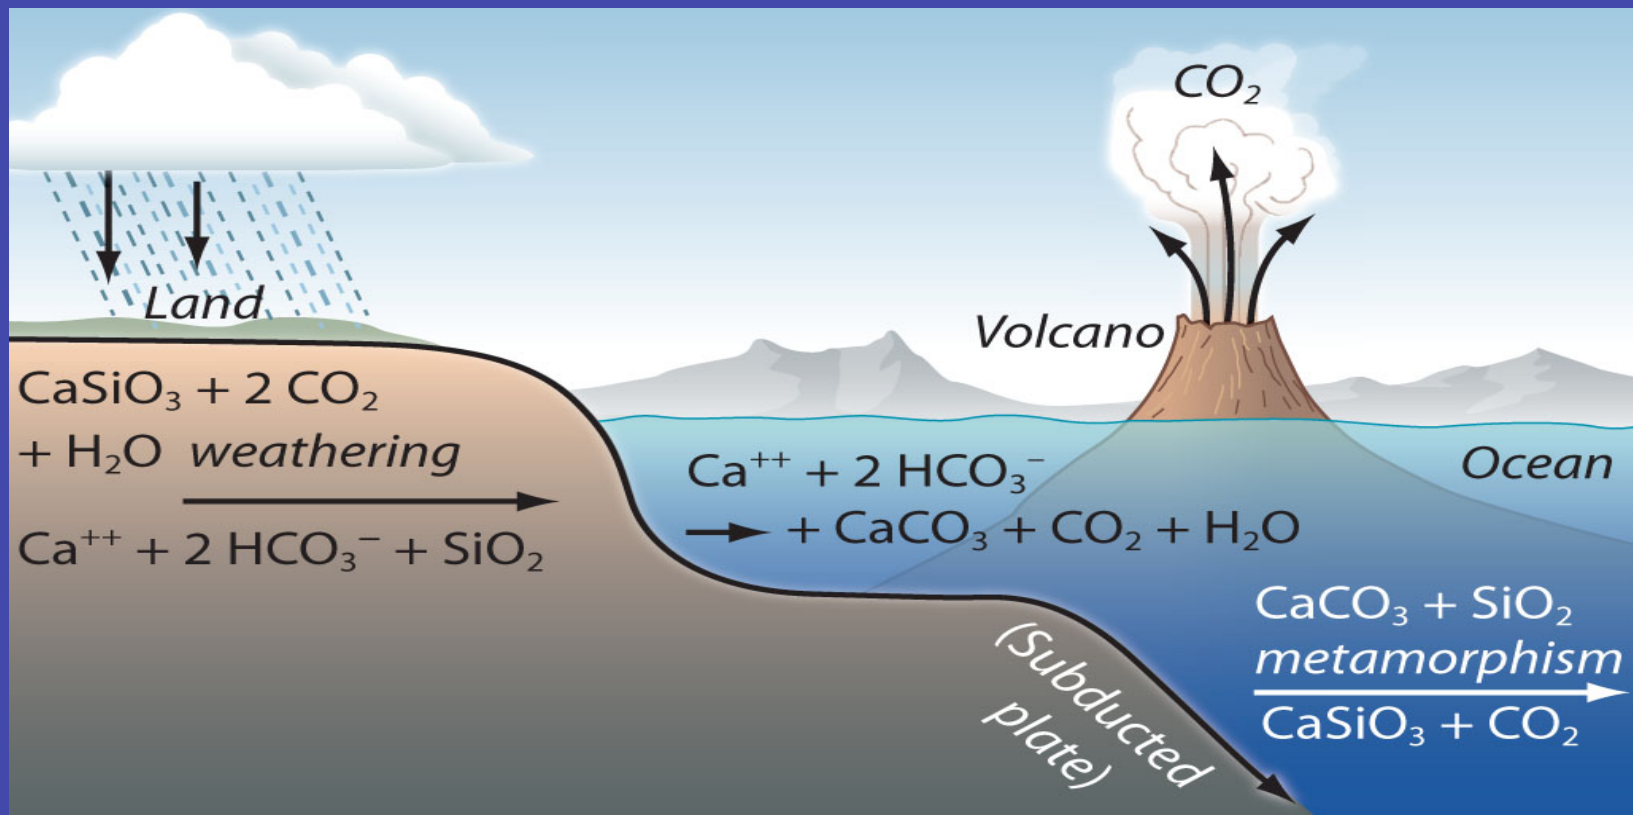 CO₂
Land
Volcano
CaSiO₃ + 2 CO₂
+ H₂O weathering
Ca⁺⁺ + 2 HCO₃⁻ + SiO₂
Ocean
Ca⁺⁺ + 2 HCO₃⁻
→ + CaCO₃ + CO₂ + H₂O
(Subducted
plate)
CaCO₃ + SiO₂
metamorphism
CaSiO₃ + CO₂